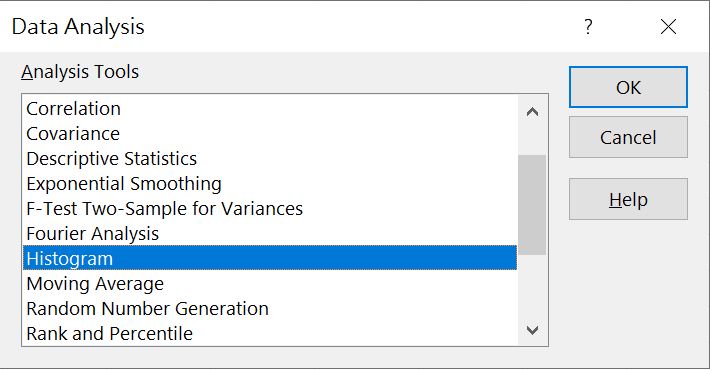 Data Analysis
?
Analysis Tools
Correlation
Covariance
Descriptive Statistics
Exponential Smoothing
F-Test Two-Sample for Variances
Fourier Analysis
Histogram
Moving Average
Random Number Generation
Rank and Percentile
OK
Cancel
Help